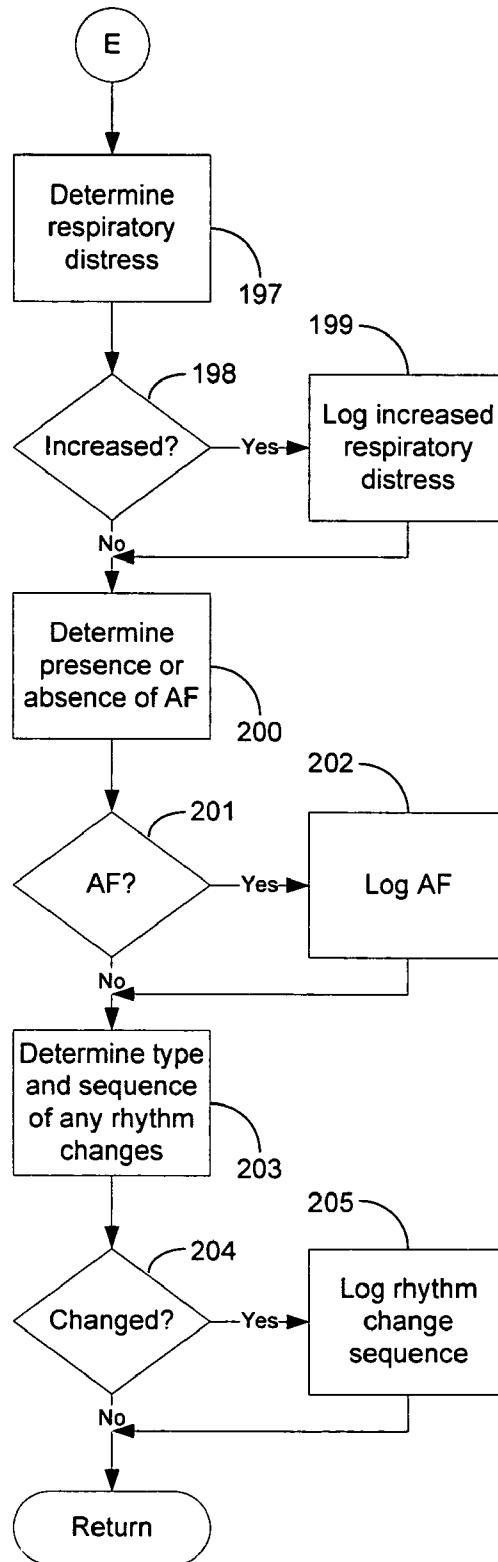 E
Determine
respiratory
distress
197
198
199
Increased?
Yes
Log increased
respiratory
distress
No
Determine
presence or
absence of AF
200
201
202
AF?
Yes
Log AF
No
Determine type
and sequence
of any rhythm
changes
203
204
205
Changed?
Yes
Log rhythm
change
sequence
No
Return